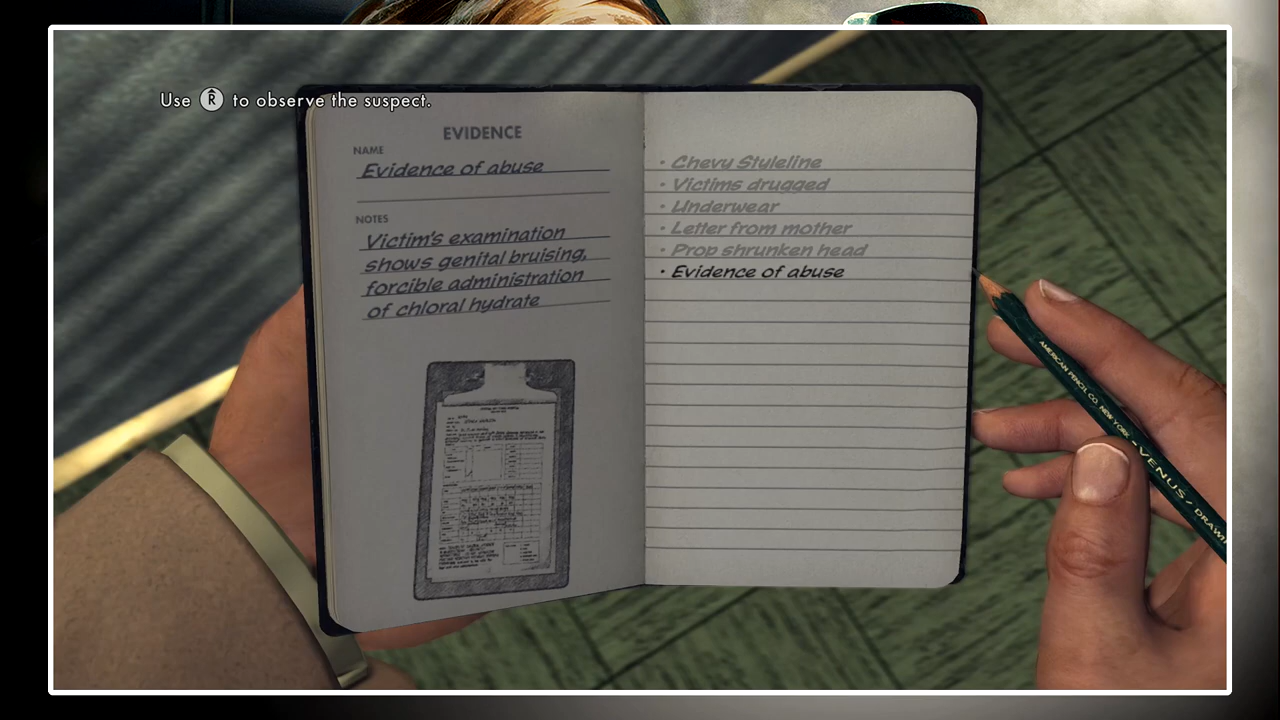 Use R to observe the suspect.
EVIDENCE
NAME
Evidence of abuse
NOTES
Victim's examination
shows genital bruising,
forcible administration
of chloral hydrate
· Chevy Styleline
· Victims drugged
· Underwear
· Letter from mother
· Prop shrunken head
· Evidence of abuse
AMERICAN PENCIL CO. NEW YORK - VENUS / DRAWI